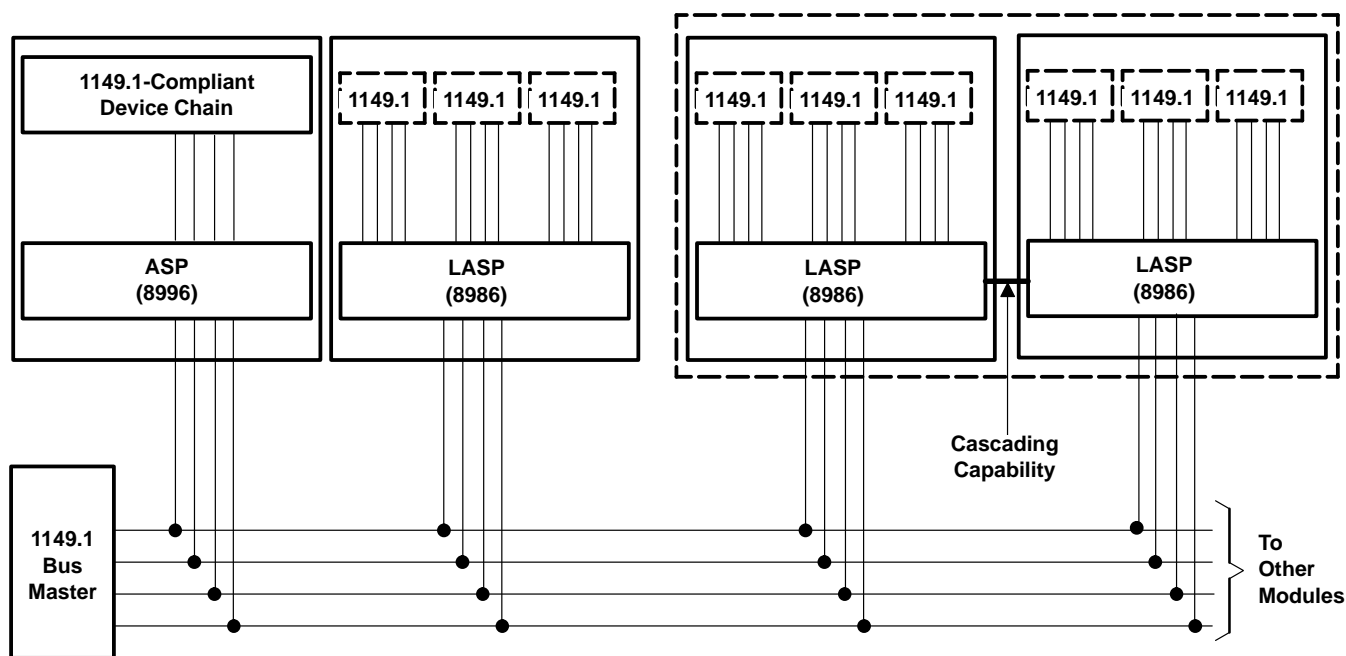 1149.1-Compliant
Device Chain
1149.1 1149.1 1149.1
1149.1 1149.1 1149.1
1149.1 1149.1 1149.1
ASP
(8996)
LASP
(8986)
LASP
(8986)
LASP
(8986)
Cascading
Capability
1149.1
Bus
Master
To
Other
Modules